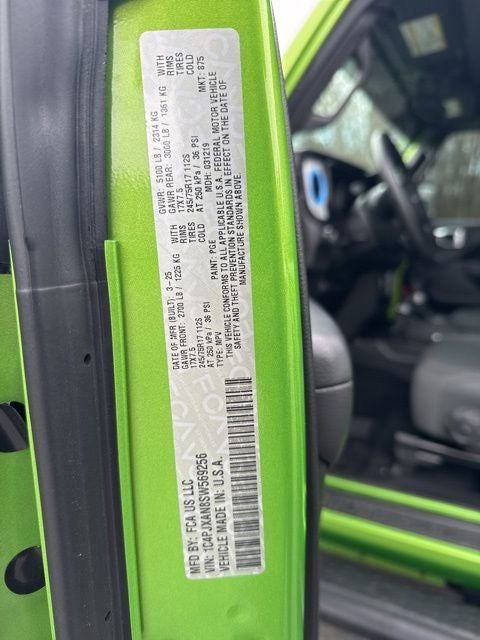 MFD BY: FCA US LLC
VIN: 1C4PJXAN8SW569256
VEHICLE MADE IN: U.S.A.
DATE OF MFR (BUILT): 3-25
GVWR: 5100 LB / 2314 KG
GAWR FRONT: 2700 LB / 1225 KG WITH
GAWR REAR: 3000 LB / 1361 KG WITH
17X7.5 RIMS
17X7.5 RIMS
245/75R17 112S TIRES
245/75R17 112S TIRES
AT 250 kPa / 36 PSI COLD
AT 250 kPa / 36 PSI COLD
TYPE: MPV
PAINT: PGE
MDH: 031219
MKT: 875
THIS VEHICLE CONFORMS TO ALL APPLICABLE U.S.A. FEDERAL MOTOR VEHICLE
SAFETY AND THEFT PREVENTION STANDARDS IN EFFECT ON THE DATE OF
MANUFACTURE SHOWN ABOVE.